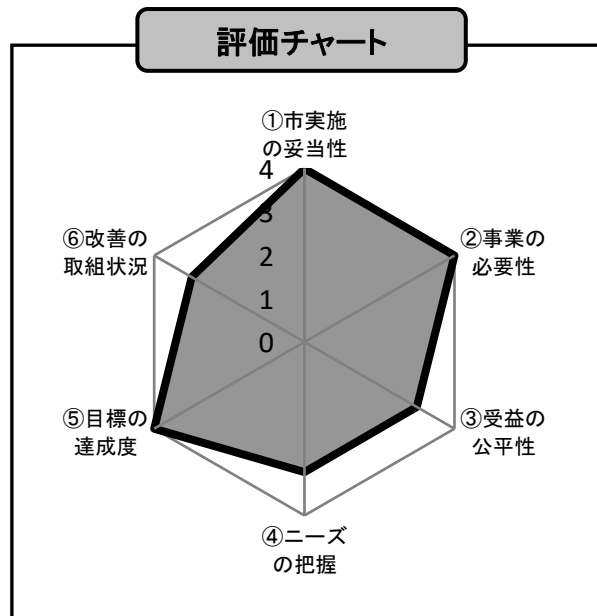 評価チャート
①市実施
の妥当性
4
3
2
1
0
②事業の
必要性
③受益の
公平性
④ニーズ
の把握
⑤目標の
達成度
⑥改善の
取組状況